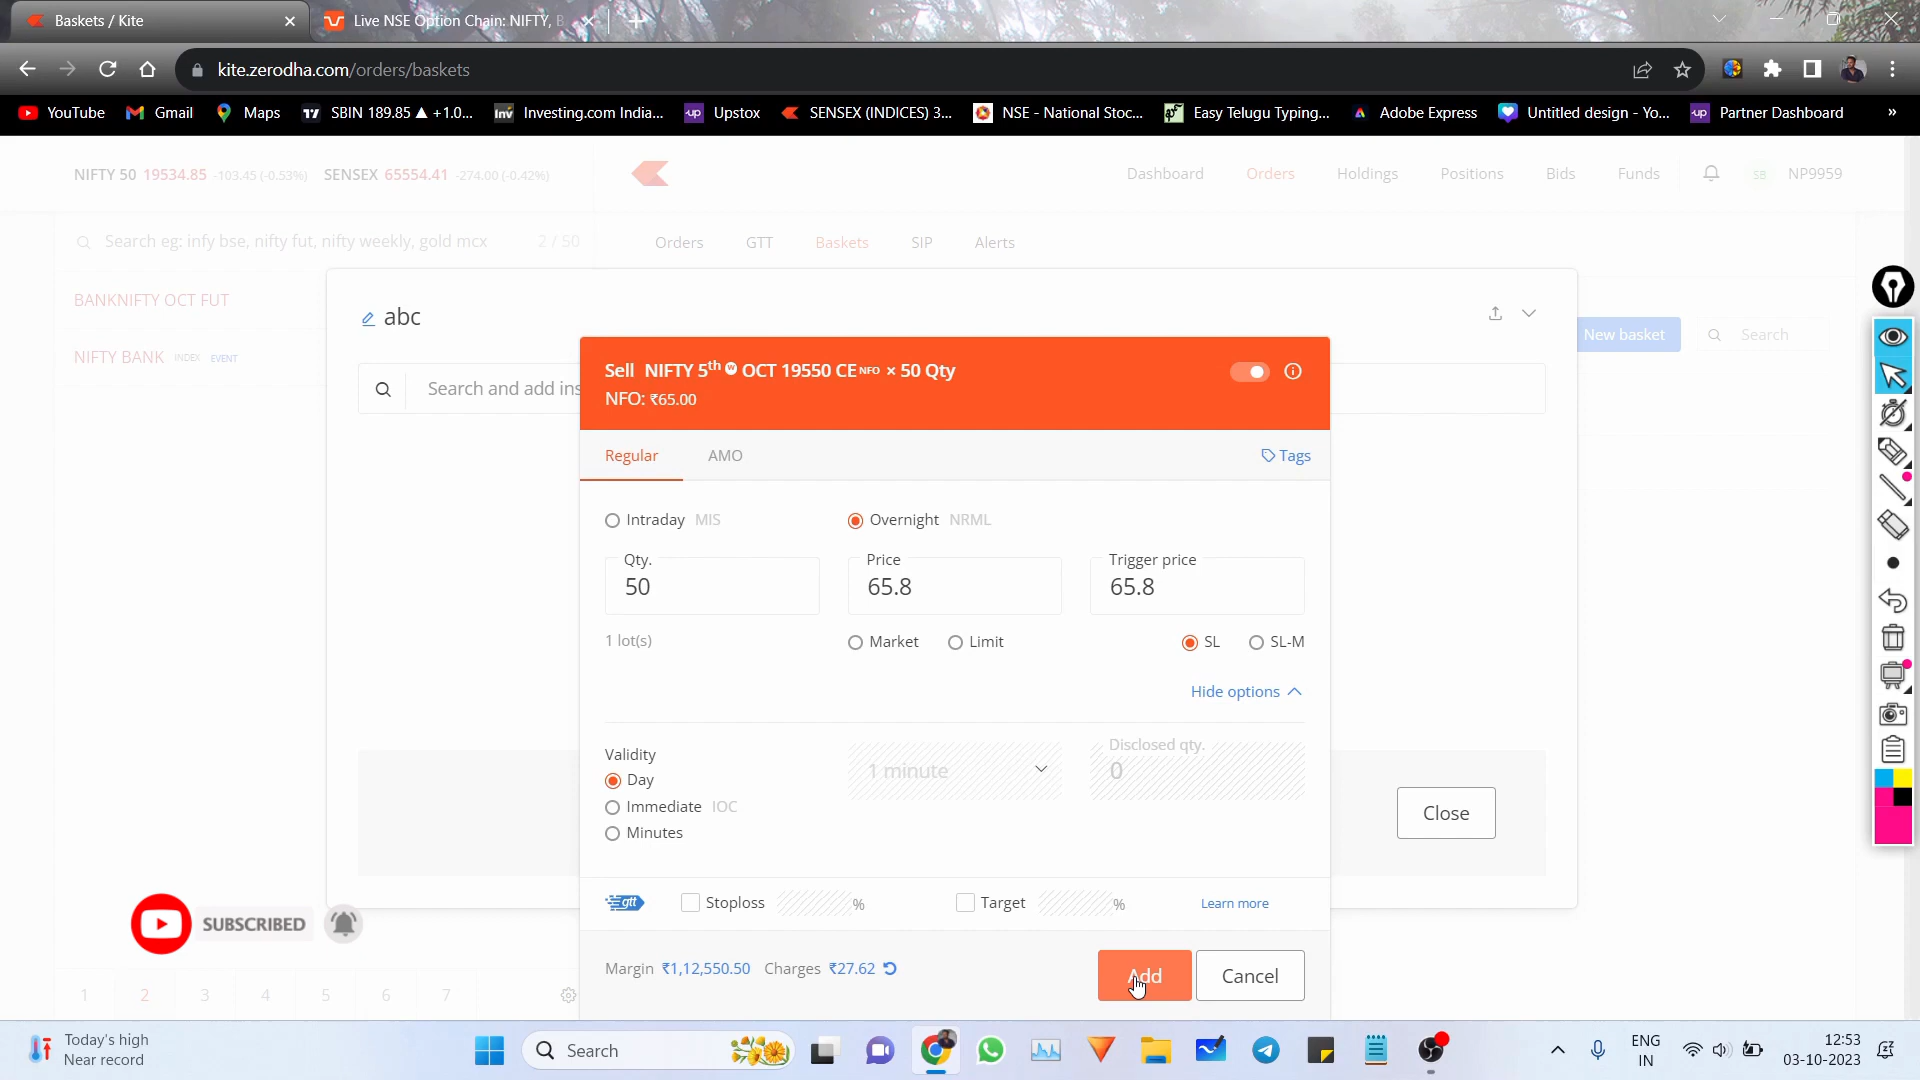 Baskets / Kite
Live NSE Option Chain: NIFTY, B
kite.zerodha.com/orders/baskets
YouTube Gmail Maps SBIN 189.85 ▲ +1.0... Investing.com India... Upstox SENSEX (INDICES) 3... NSE - National Stoc... Easy Telugu Typing... Adobe Express Untitled design - Yo... Partner Dashboard »
NIFTY 50 19534.85 -103.45 (-0.53%) SENSEX 65554.41 -274.00 (-0.42%)
Dashboard Orders Holdings Positions Bids Funds SB NP9959
Search eg: infy bse, nifty fut, nifty weekly, gold mcx 2 / 50
Orders GTT Baskets SIP Alerts
BANKNIFTY OCT FUT
NIFTY BANK INDEX EVENT
abc
New basket Search
Search and add ins
Sell NIFTY 5th W OCT 19550 CE NFO × 50 Qty
NFO: ₹65.00
Regular AMO Tags
Intraday MIS Overnight NRML
Qty. Price Trigger price
50 65.8 65.8
1 lot(s) Market Limit SL SL-M
Hide options
Validity
Day
Immediate IOC
Minutes
1 minute
Disclosed qty.
0
Close
gtt Stoploss % Target % Learn more
Margin ₹1,12,550.50 Charges ₹27.62
Add Cancel
SUBSCRIBED
1 2 3 4 5 6 7
Today's high
Near record
Search
ENG
IN
12:53
03-10-2023